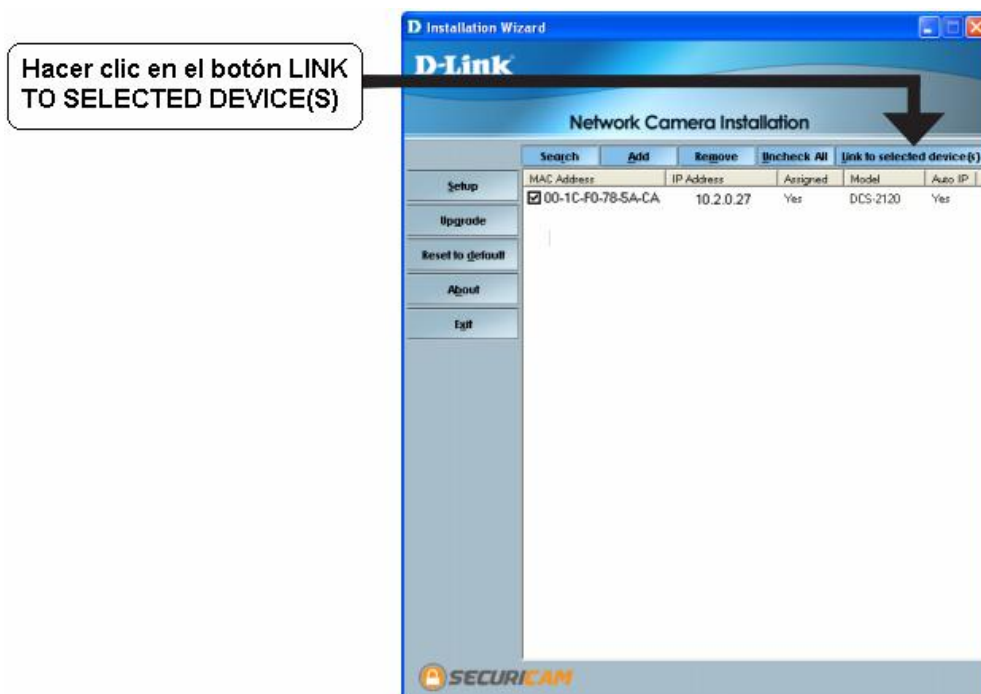 Installation Wizard
D-Link
Hacer clic en el botón LINK
TO SELECTED DEVICE(S)
Network Camera Installation
Search Add Remove Uncheck All Link to selected device(s)
MAC Address IP Address Assigned Model Auto IP
00-1C-F0-78-5A-CA 10.2.0.27 Yes DCS-2120 Yes
Setup
Upgrade
Reset to default
About
Exit
SECURICAM